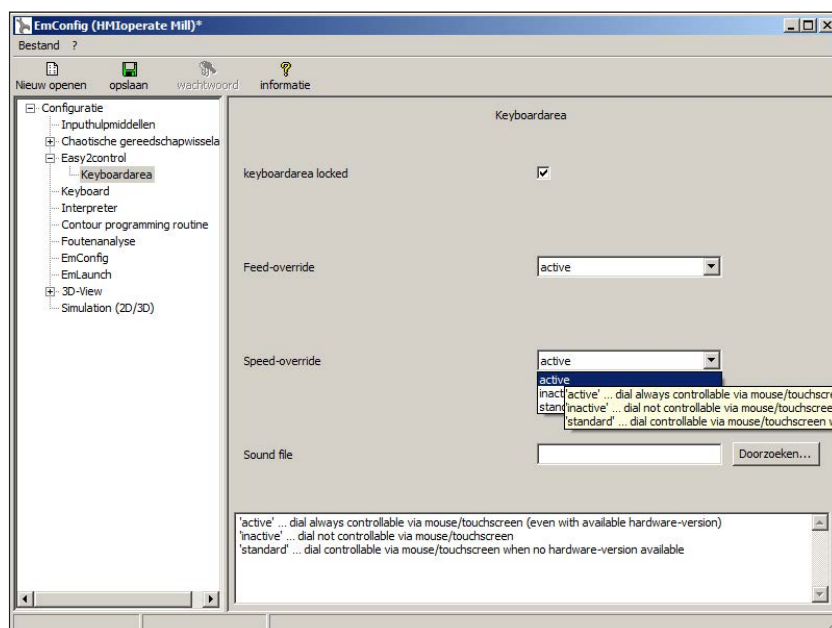 EmConfig (HMIoperate Mill)*
Bestand ?
Nieuw openen opslaan wachtwoord informatie
Configuratie
Inputhulpmiddellen
Chaotische gereedschapwissela
Easy2control
Keyboardarea
Keyboard
Interpreter
Contour programming routine
Foutenanalyse
EmConfig
EmLaunch
3D-View
Simulation (2D/3D)
Keyboardarea
keyboardarea locked
Feed-override active
Speed-override active
active
inacti
stand
'active' ... dial always controllable via mouse/touchscre
'inactive' ... dial not controllable via mouse/touchscree
'standard' ... dial controllable via mouse/touchscreen w
Sound file Doorzoeken...
'active' ... dial always controllable via mouse/touchscreen (even with available hardware-version)
'inactive' ... dial not controllable via mouse/touchscreen
'standard' ... dial controllable via mouse/touchscreen when no hardware-version available